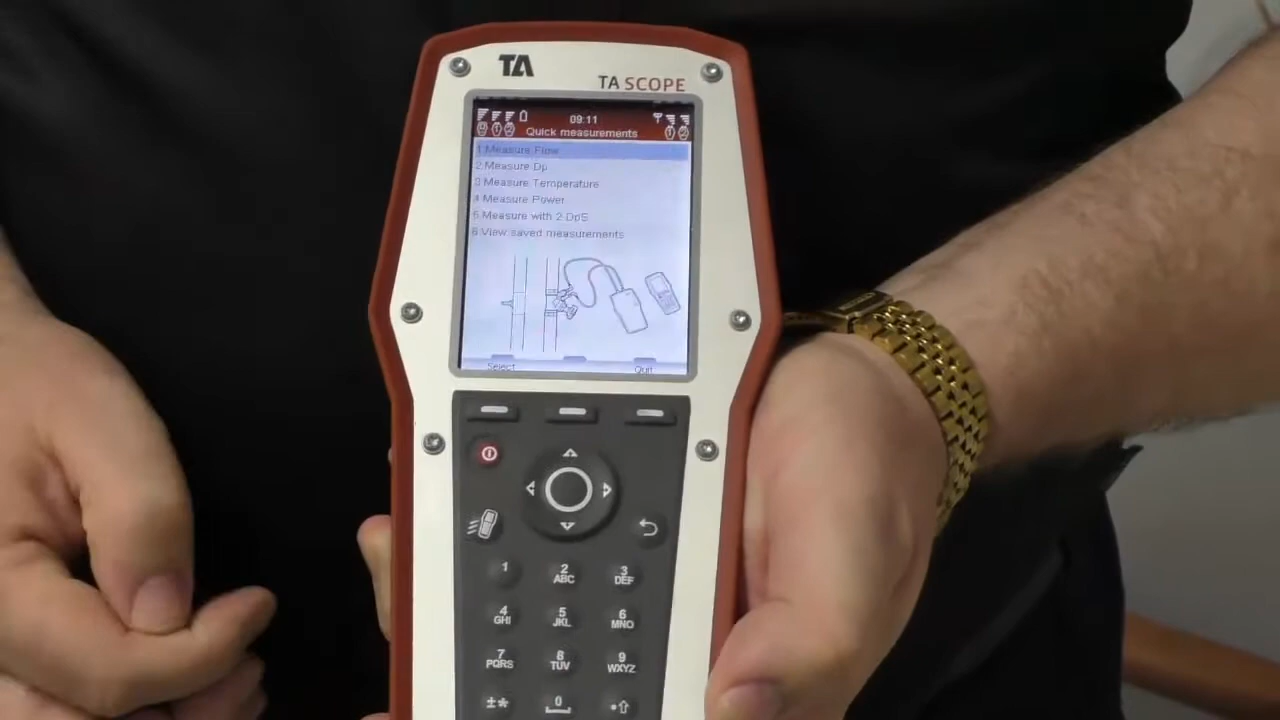 TA
TA SCOPE
09:11
Quick measurements
1 Measure Flow
2 Measure Dp
3 Measure Temperature
4 Measure Power
5 Measure with 2 DpS
6 View saved measurements
Select Quit
1 2 ABC 3 DEF
4 GHI 5 JKL 6 MNO
7 PQRS 8 TUV 9 WXYZ
±* 0